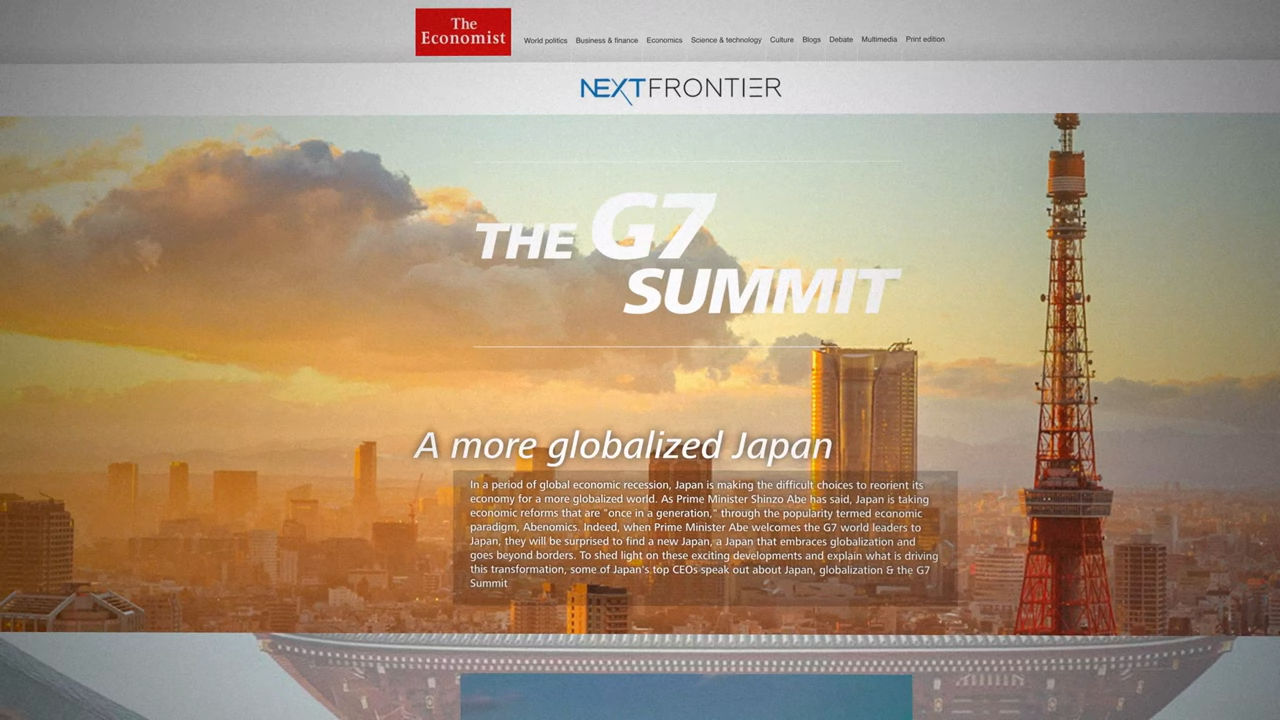 The
Economist
World politics Business & finance Economics Science & technology Culture Blogs Debate Multimedia Print edition
NEXTFRONTIER
THE G7
SUMMIT
A more globalized Japan
In a period of global economic recession, Japan is making the difficult choices to reorient its
economy for a more globalized world. As Prime Minister Shinzo Abe has said, Japan is taking
economic reforms that are "once in a generation," through the popularity termed economic
paradigm, Abenomics. Indeed, when Prime Minister Abe welcomes the G7 world leaders to
Japan, they will be surprised to find a new Japan, a Japan that embraces globalization and
goes beyond borders. To shed light on these exciting developments and explain what is driving
this transformation, some of Japan's top CEOs speak out about Japan, globalization & the G7
Summit